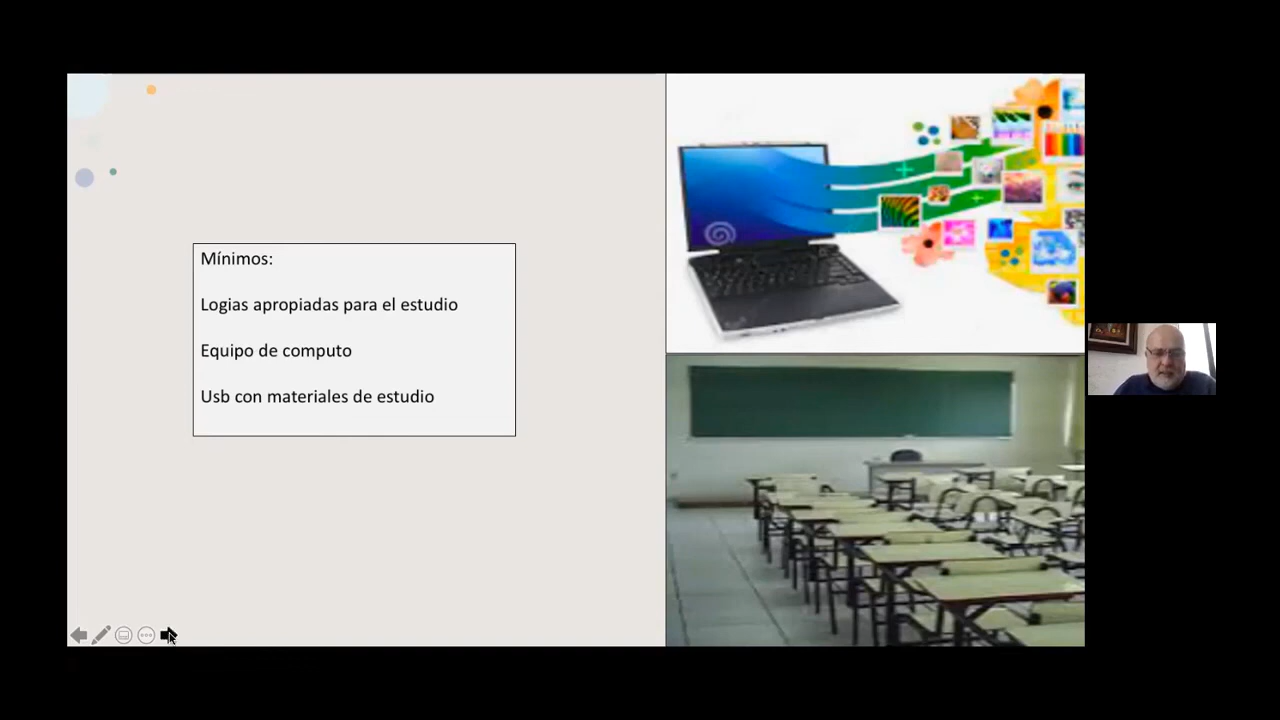 Mínimos:
Logias apropiadas para el estudio
Equipo de computo
Usb con materiales de estudio